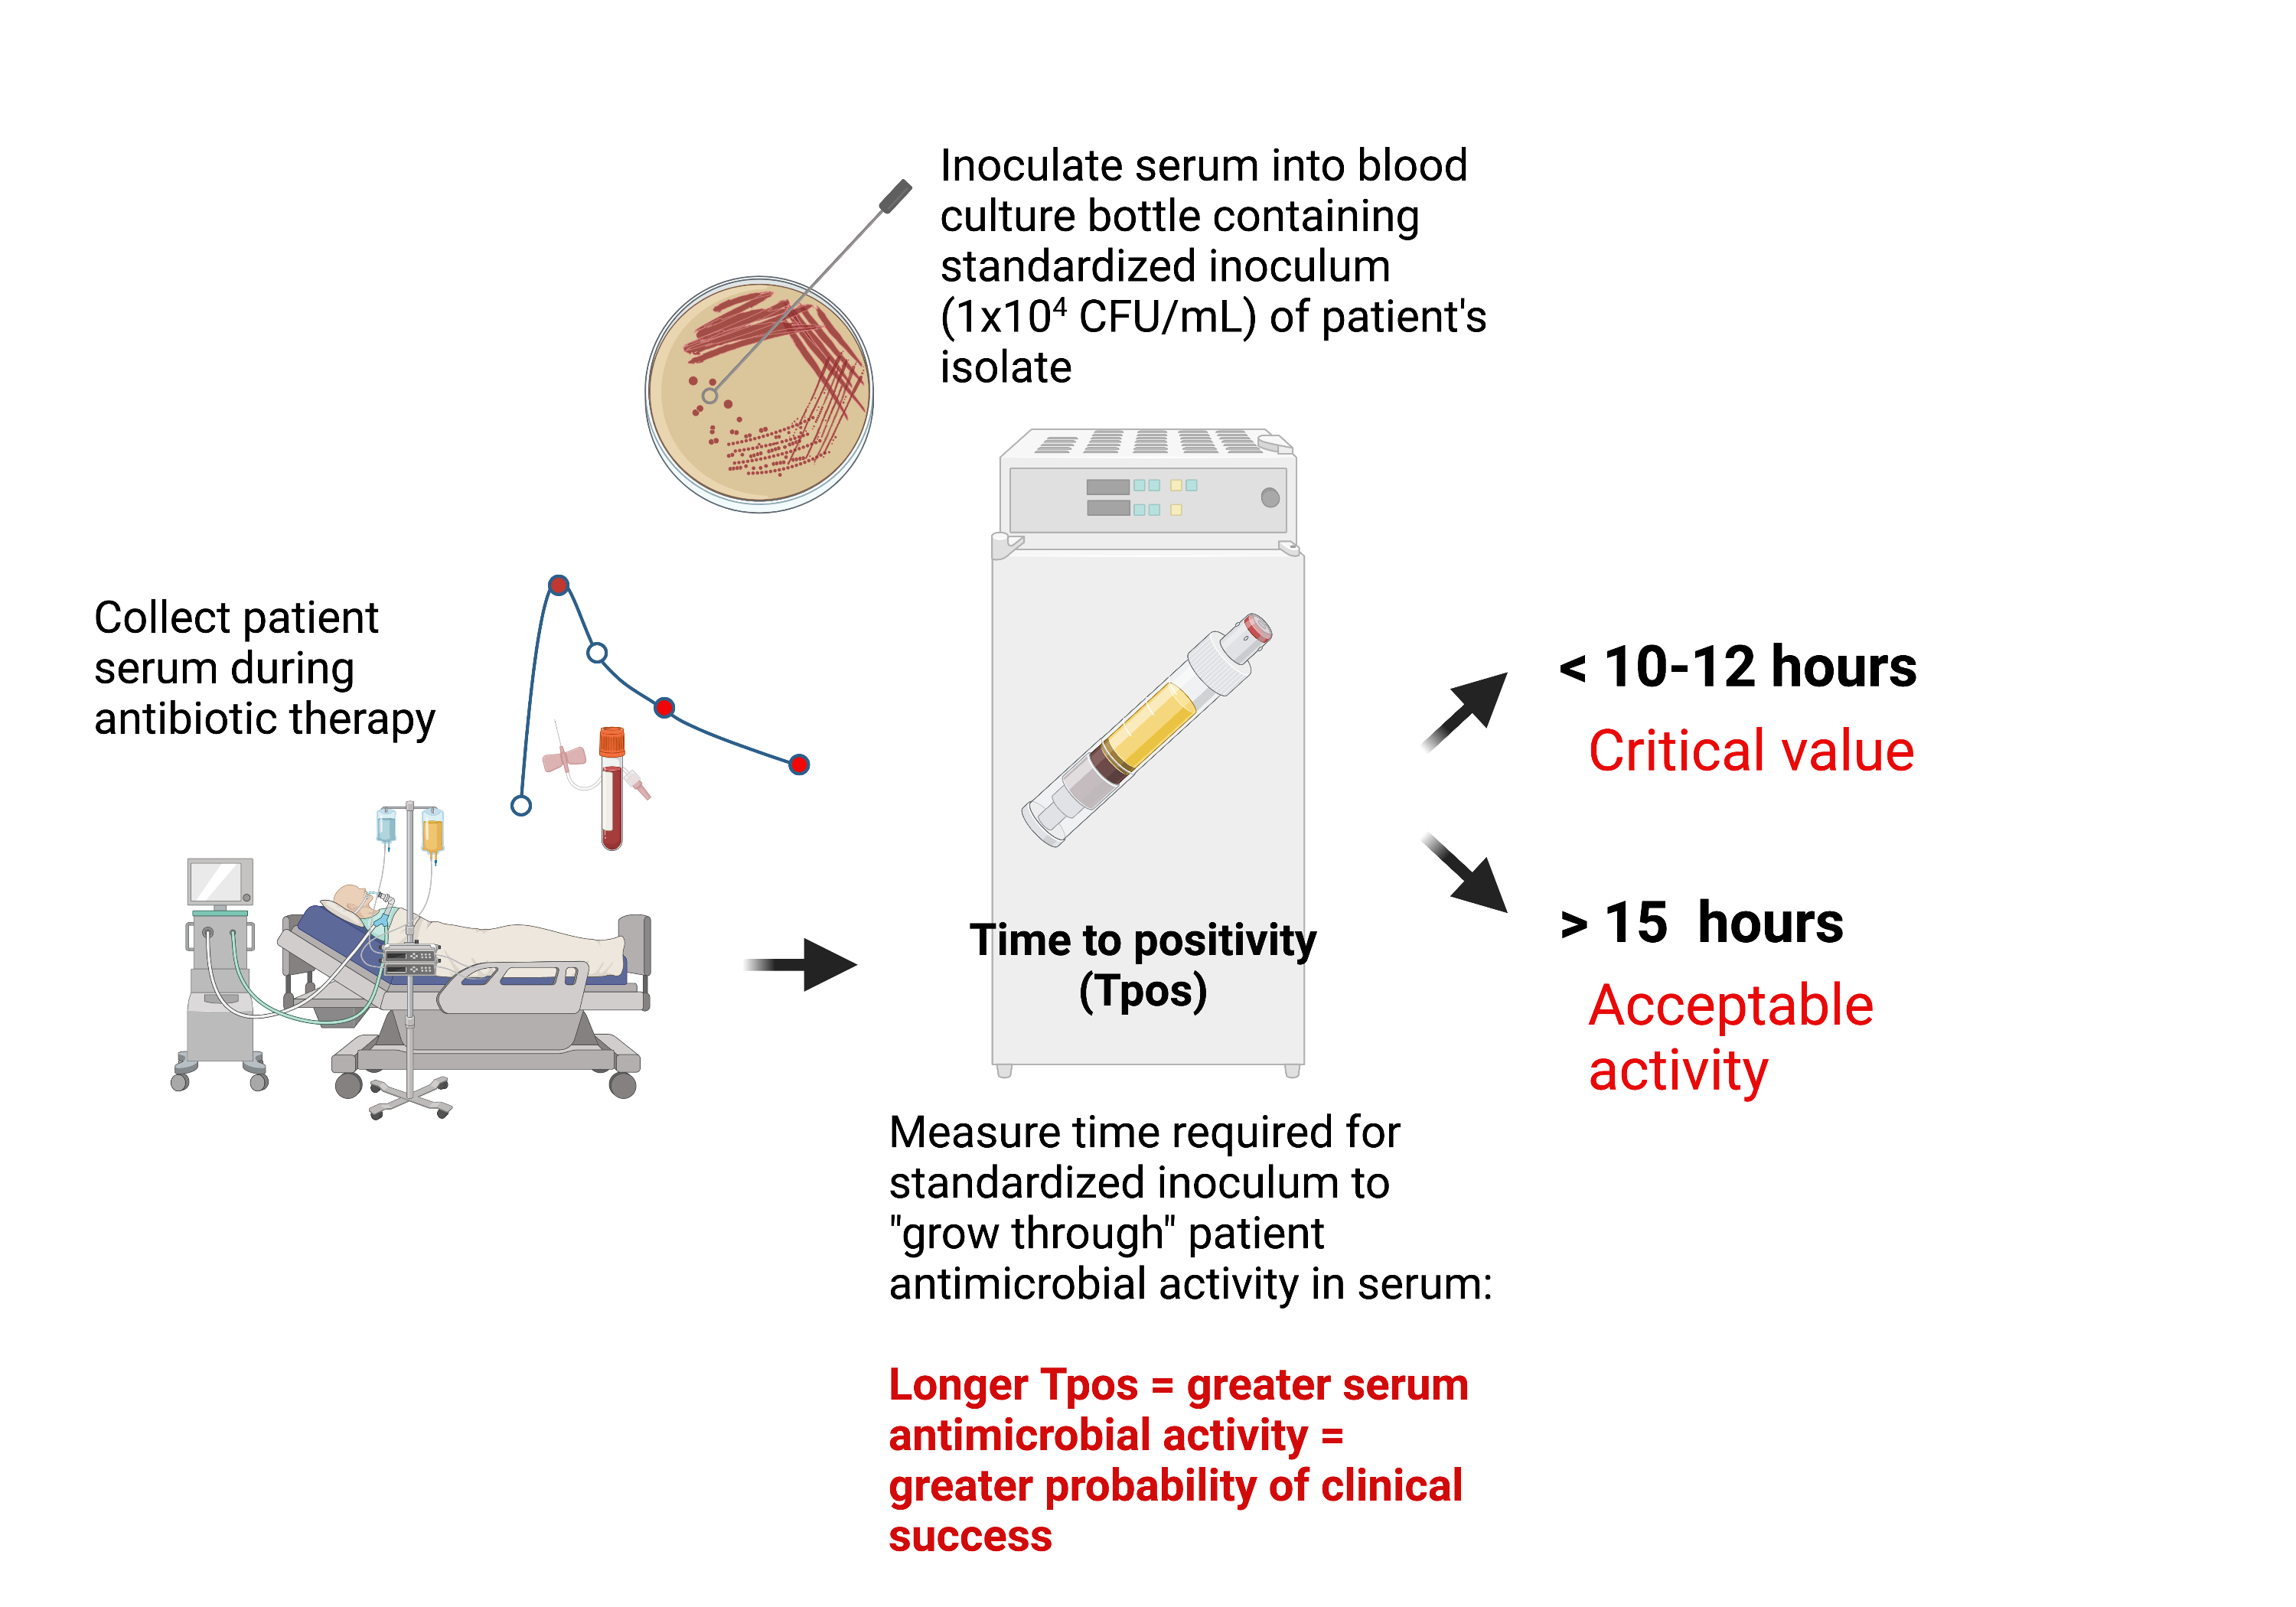 Inoculate serum into blood
culture bottle containing
standardized inoculum
(1x10⁴ CFU/mL) of patient's
isolate
Collect patient
serum during
antibiotic therapy
Time to positivity
(Tpos)
< 10-12 hours
Critical value
> 15  hours
Acceptable
activity
Measure time required for
standardized inoculum to
"grow through" patient
antimicrobial activity in serum:
Longer Tpos = greater serum
antimicrobial activity =
greater probability of clinical
success